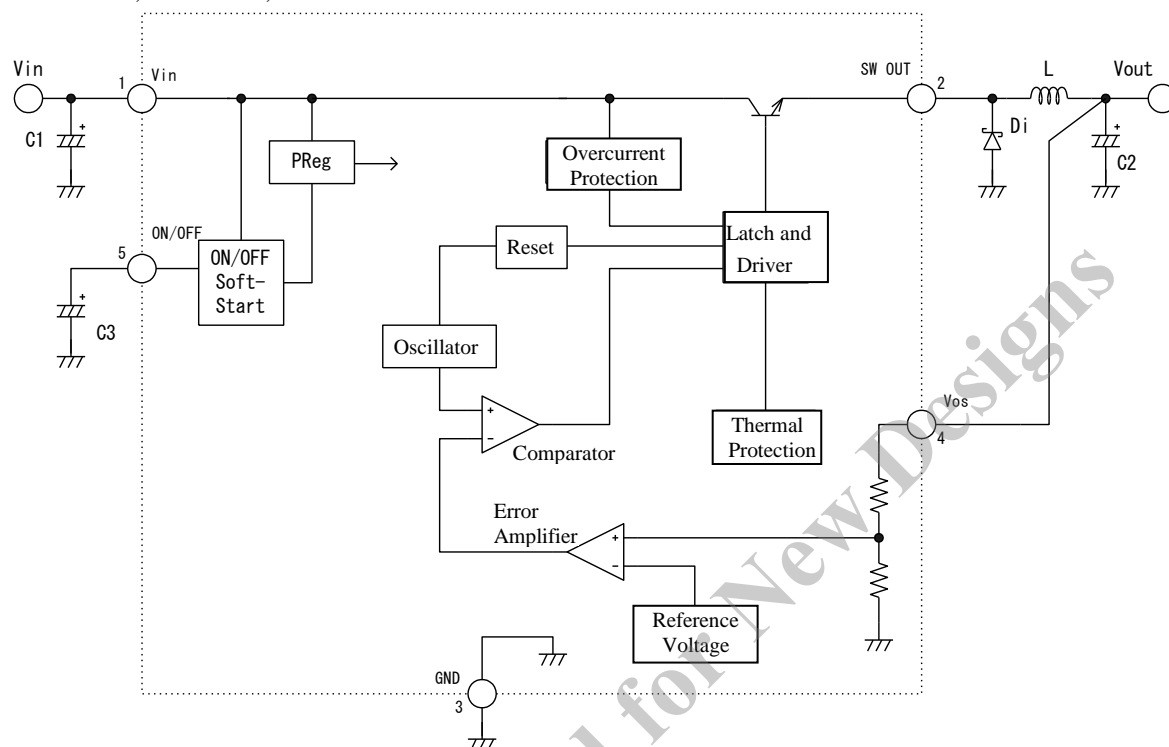 Vin
1
Vin
SW OUT
2
L
Vout
C1
+
PReg
Overcurrent
Protection
Di
+
C2
ON/OFF
5
ON/OFF
Soft-
Start
Reset
Latch and
Driver
+
C3
Oscillator
+
−
Comparator
Thermal
Protection
Vos
4
Error
Amplifier
+
−
Reference
Voltage
GND
3
for New Designs